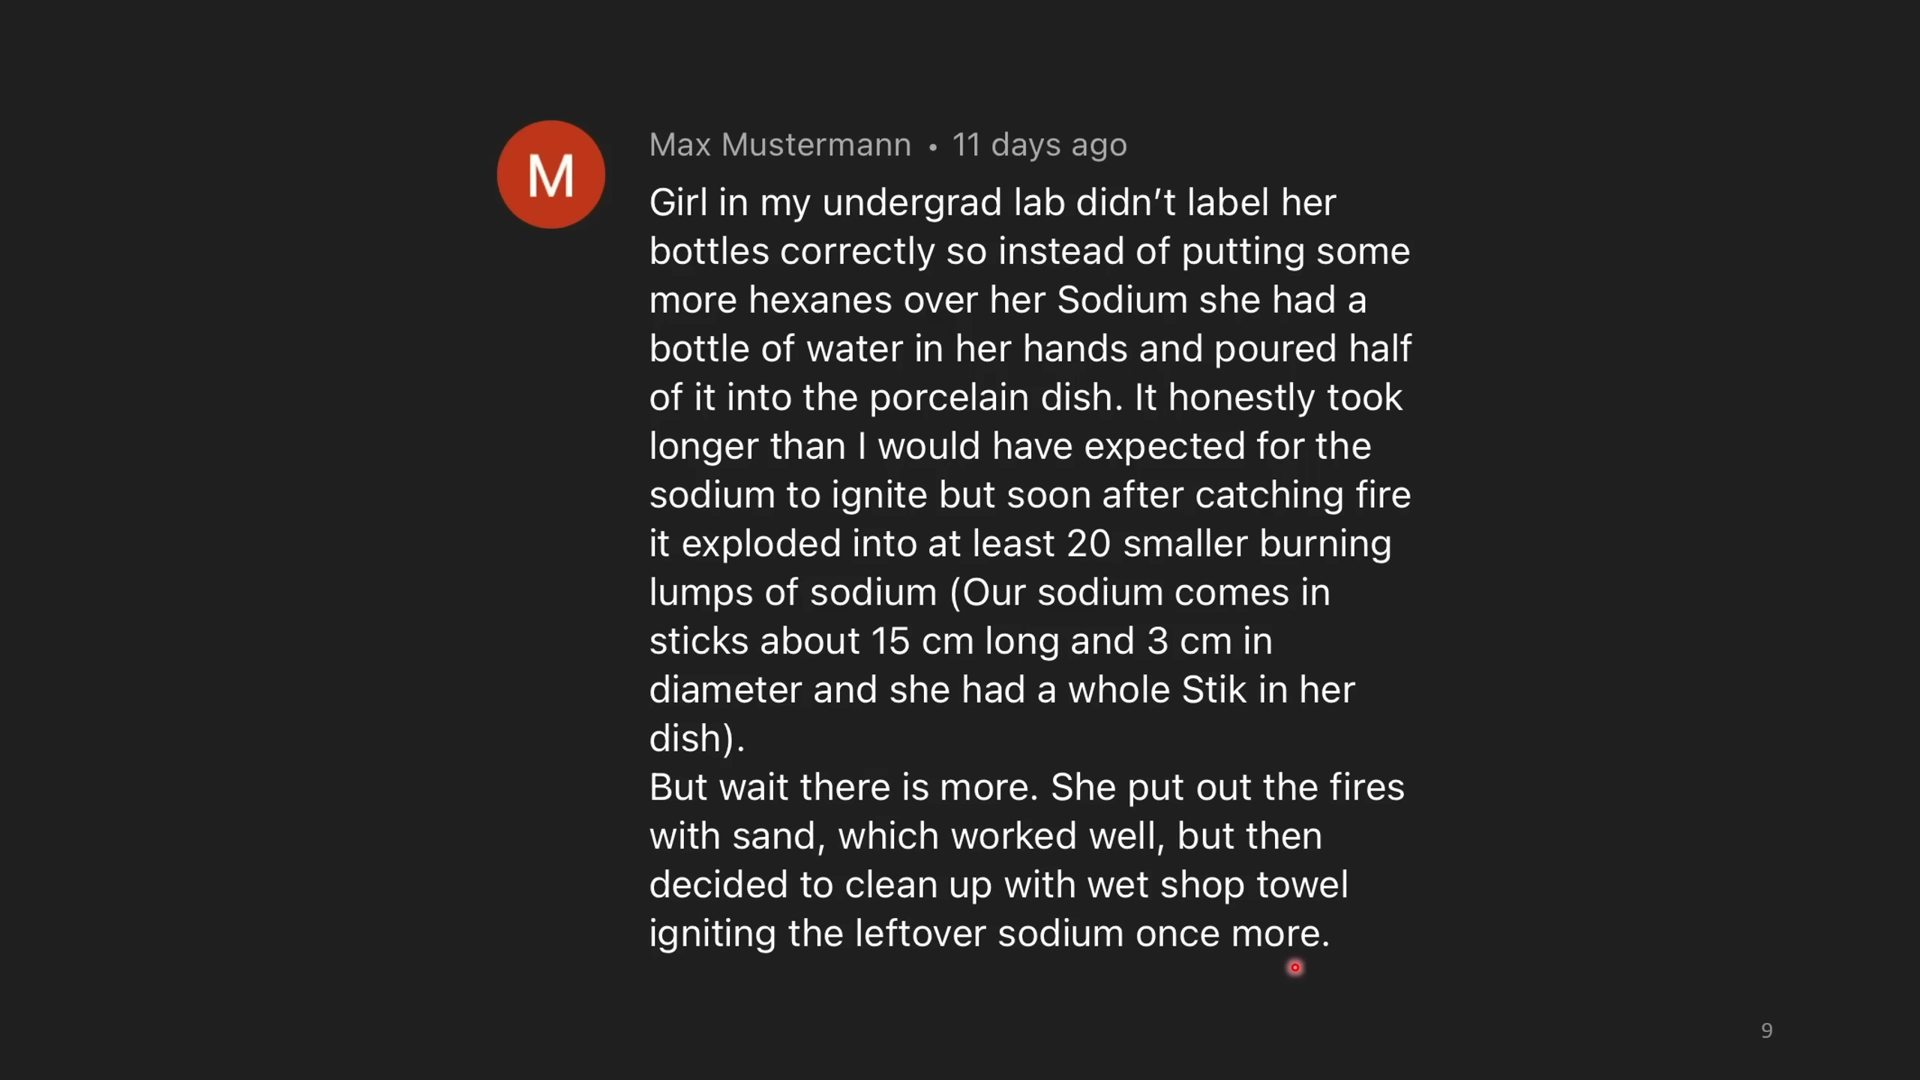 M
Max Mustermann • 11 days ago
Girl in my undergrad lab didn’t label her
bottles correctly so instead of putting some
more hexanes over her Sodium she had a
bottle of water in her hands and poured half
of it into the porcelain dish. It honestly took
longer than I would have expected for the
sodium to ignite but soon after catching fire
it exploded into at least 20 smaller burning
lumps of sodium (Our sodium comes in
sticks about 15 cm long and 3 cm in
diameter and she had a whole Stik in her
dish).
But wait there is more. She put out the fires
with sand, which worked well, but then
decided to clean up with wet shop towel
igniting the leftover sodium once more.
9